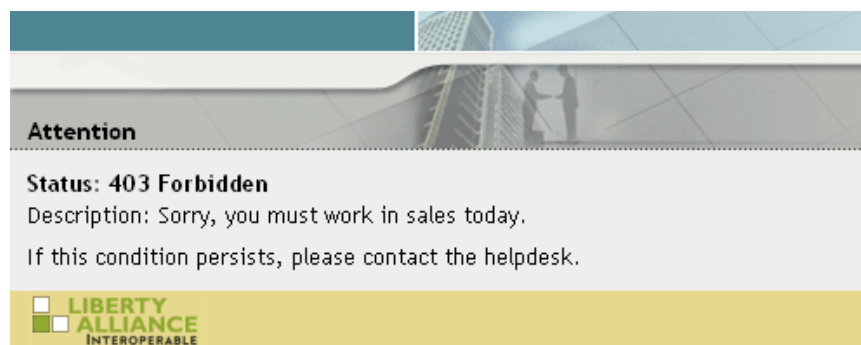 Attention
Status: 403 Forbidden
Description: Sorry, you must work in sales today.
If this condition persists, please contact the helpdesk.
LIBERTY
ALLIANCE
INTEROPERABLE